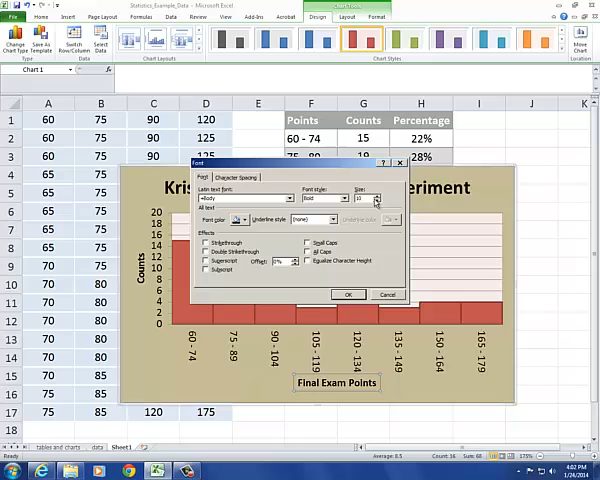 Statistics_Example_Data - Microsoft Excel
Chart Tools
File Home Insert Page Layout Formulas Data Review View Add-Ins Acrobat Design Layout Format
Change Chart Type Save As Template Switch Row/Column Select Data Move Chart
Type Data Chart Layouts Chart Styles Location
Chart 1 fx
A B C D E F G H I J K
1 60 75 90 120 Points Counts Percentage
2 60 75 90 125 60 - 74 15 22%
3 60 75 90 125 75 - 89 19 28%
4
5
6
7
8
9 70 75
10 70 80
11 70 80
12 70 80
13 70 80
14 70 80
15 70 80
16 75 85
17 75 85 120 175
18
Font
Font Character Spacing
Latin text font: Font style: Size:
+Body Bold 10
All text
Font color Underline style (none) Underline color
Effects
Strikethrough Small Caps
Double Strikethrough All Caps
Superscript Offset: 0% Equalize Character Height
Subscript
OK Cancel
20
18
16
14
12
10
8
6
4
2
0
Counts
60 - 74 75 - 89 90 - 104 105 - 119 120 - 134 135 - 149 150 - 164 165 - 179
Final Exam Points
tables and charts data Sheet1
Ready Average: 8.5 Count: 16 Sum: 68 175%
4:02 PM
1/24/2014